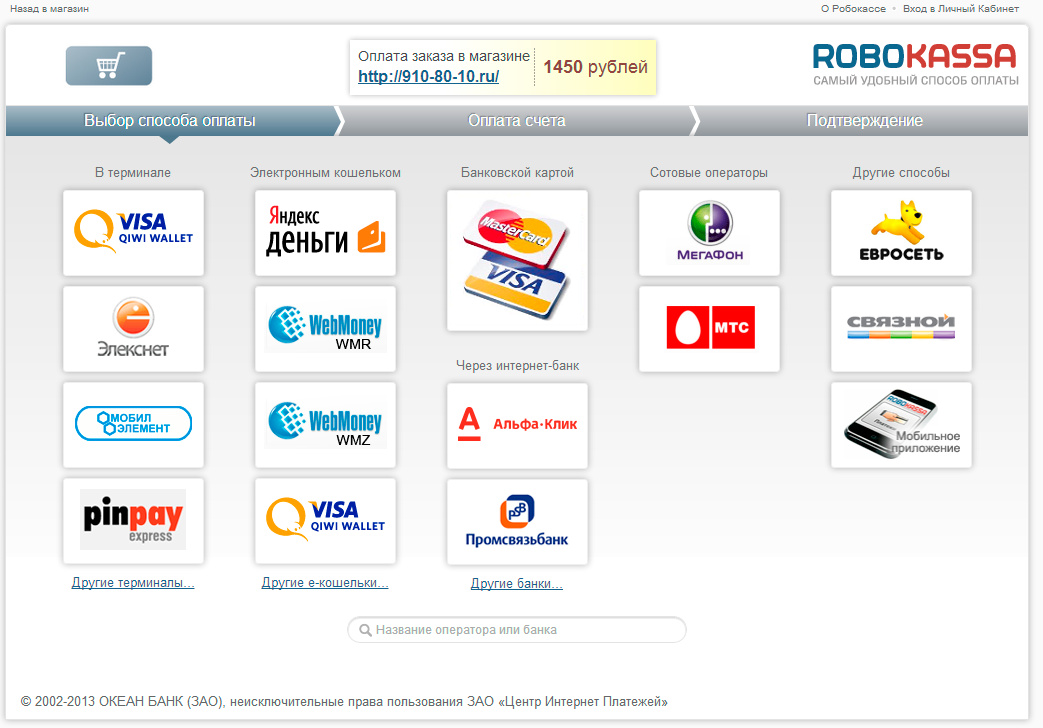 Назад в магазин
О Робокассе • Вход в Личный Кабинет
Оплата заказа в магазине
http://910-80-10.ru/
1450 рублей
ROBOKASSA
САМЫЙ УДОБНЫЙ СПОСОБ ОПЛАТЫ
Выбор способа оплаты
Оплата счета
Подтверждение
В терминале
VISA
QIWI WALLET
Элекснет
МОБИЛ
ЭЛЕМЕНТ
pinpay
express
Другие терминалы...
Электронным кошельком
Яндекс
деньги
WebMoney
WMR
WebMoney
WMZ
VISA
QIWI WALLET
Другие е-кошельки...
Банковской картой
MasterCard
VISA
Через интернет-банк
А
Альфа·Клик
PSB
Промсвязьбанк
Другие банки...
Сотовые операторы
МЕГАФОН
МТС
Другие способы
ЕВРОСЕТЬ
СВЯЗНОЙ
ROBOKASSA
Мобильное
приложение
Название оператора или банка
© 2002-2013 ОКЕАН БАНК (ЗАО), неисключительные права пользования ЗАО «Центр Интернет Платежей»